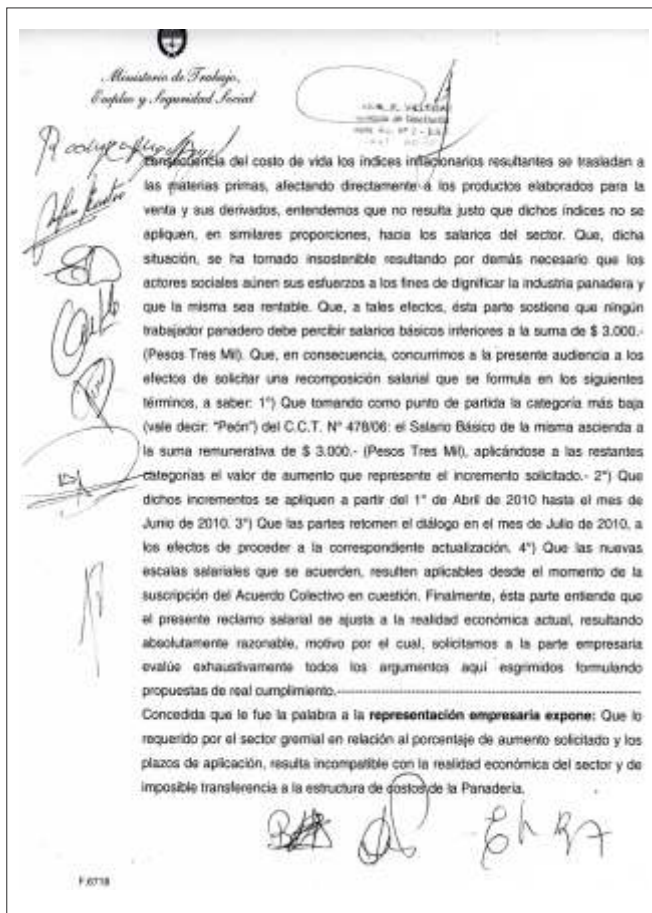 Ministerio de Trabajo,
Empleo y Seguridad Social
consecuencia del costo de vida los índices inflacionarios resultantes se trasladan a
las materias primas, afectando directamente a los productos elaborados para la
venta y sus derivados, entendemos que no resulta justo que dichos índices no se
apliquen, en similares proporciones, hacia los salarios del sector. Que, dicha
situación, se ha tornado insostenible resultando por demás necesario que los
actores sociales aúnen sus esfuerzos a los fines de dignificar la industria panadera y
que la misma sea rentable. Que, a tales efectos, ésta parte sostiene que ningún
trabajador panadero debe percibir salarios básicos inferiores a la suma de $ 3.000.-
(Pesos Tres Mil). Que, en consecuencia, concurrimos a la presente audiencia a los
efectos de solicitar una recomposición salarial que se formula en los siguientes
términos, a saber: 1°) Que tomando como punto de partida la categoría más baja
(vale decir: "Peón") del C.C.T. N° 478/06: el Salario Básico de la misma ascienda a
la suma remunerativa de $ 3.000.- (Pesos Tres Mil), aplicándose a las restantes
categorías el valor de aumento que represente el incremento solicitado.- 2°) Que
dichos incrementos se apliquen a partir del 1° de Abril de 2010 hasta el mes de
Junio de 2010. 3°) Que las partes retomen el diálogo en el mes de Julio de 2010, a
los efectos de proceder a la correspondiente actualización. 4°) Que las nuevas
escalas salariales que se acuerden, resulten aplicables desde el momento de la
suscripción del Acuerdo Colectivo en cuestión. Finalmente, ésta parte entiende que
el presente reclamo salarial se ajusta a la realidad económica actual, resultando
absolutamente razonable, motivo por el cual, solicitamos a la parte empresaria
evalúe exhaustivamente todos los argumentos aquí esgrimidos formulando
propuestas de real cumplimiento.-----------------------------------------------------------
Concedida que le fue la palabra a la representación empresaria expone: Que lo
requerido por el sector gremial en relación al porcentaje de aumento solicitado y los
plazos de aplicación, resulta incompatible con la realidad económica del sector y de
imposible transferencia a la estructura de costos de la Panadería.
F.6718